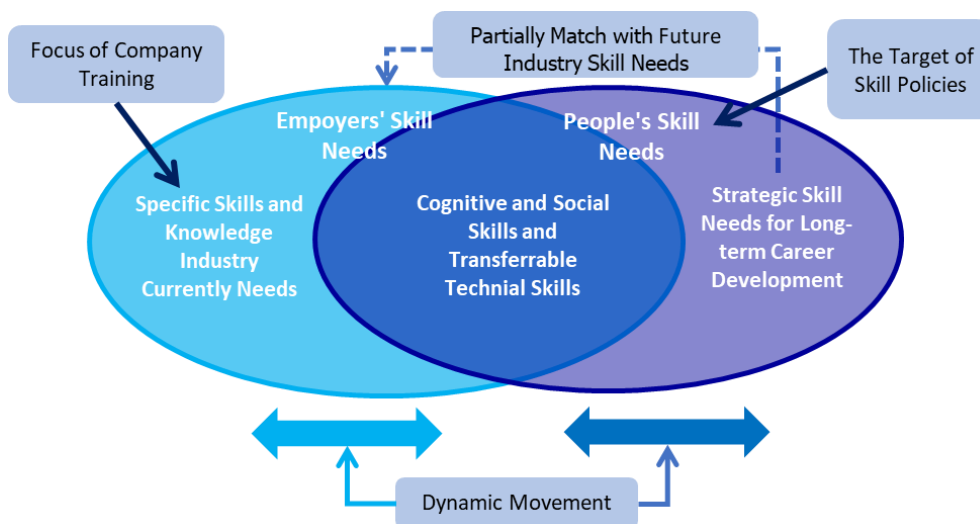 Focus of Company
Training
Partially Match with Future
Industry Skill Needs
The Target of
Skill Policies
Empoyers' Skill
Needs
People's Skill
Needs
Specific Skills and
Knowledge
Industry
Currently Needs
Cognitive and Social
Skills and
Transferrable
Technial Skills
Strategic Skill
Needs for Long-
term Career
Development
Dynamic Movement